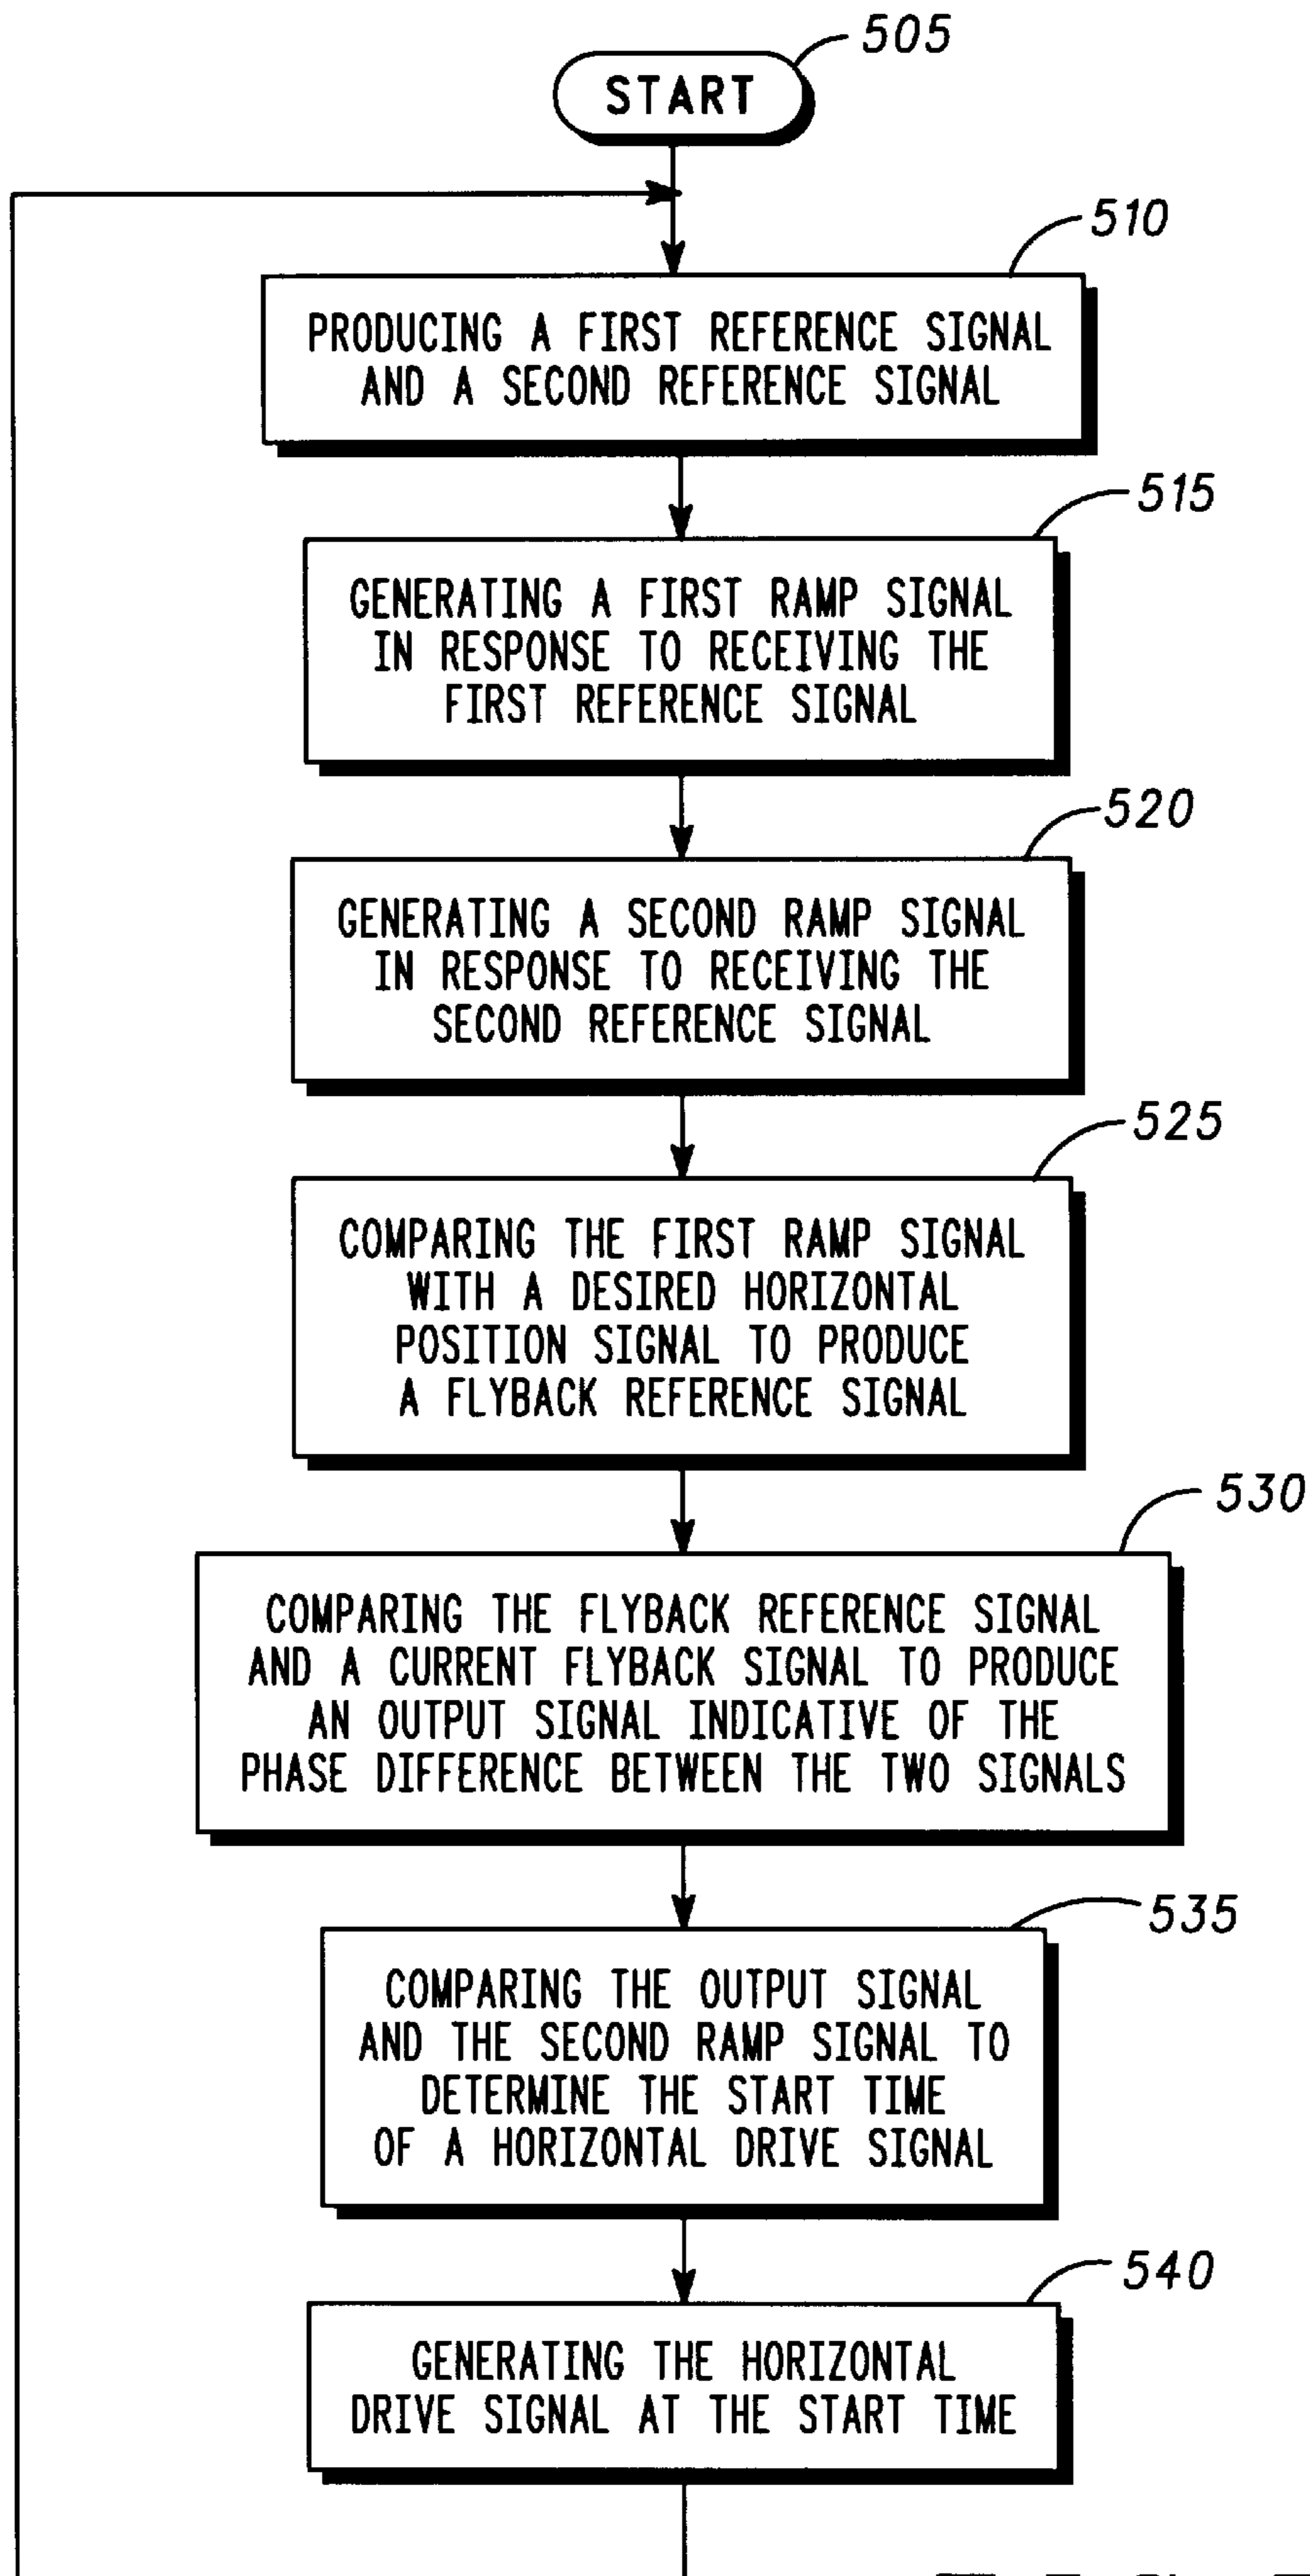 505
START
510
PRODUCING A FIRST REFERENCE SIGNAL
AND A SECOND REFERENCE SIGNAL
515
GENERATING A FIRST RAMP SIGNAL
IN RESPONSE TO RECEIVING THE
FIRST REFERENCE SIGNAL
520
GENERATING A SECOND RAMP SIGNAL
IN RESPONSE TO RECEIVING THE
SECOND REFERENCE SIGNAL
525
COMPARING THE FIRST RAMP SIGNAL
WITH A DESIRED HORIZONTAL
POSITION SIGNAL TO PRODUCE
A FLYBACK REFERENCE SIGNAL
530
COMPARING THE FLYBACK REFERENCE SIGNAL
AND A CURRENT FLYBACK SIGNAL TO PRODUCE
AN OUTPUT SIGNAL INDICATIVE OF THE
PHASE DIFFERENCE BETWEEN THE TWO SIGNALS
535
COMPARING THE OUTPUT SIGNAL
AND THE SECOND RAMP SIGNAL TO
DETERMINE THE START TIME
OF A HORIZONTAL DRIVE SIGNAL
540
GENERATING THE HORIZONTAL
DRIVE SIGNAL AT THE START TIME